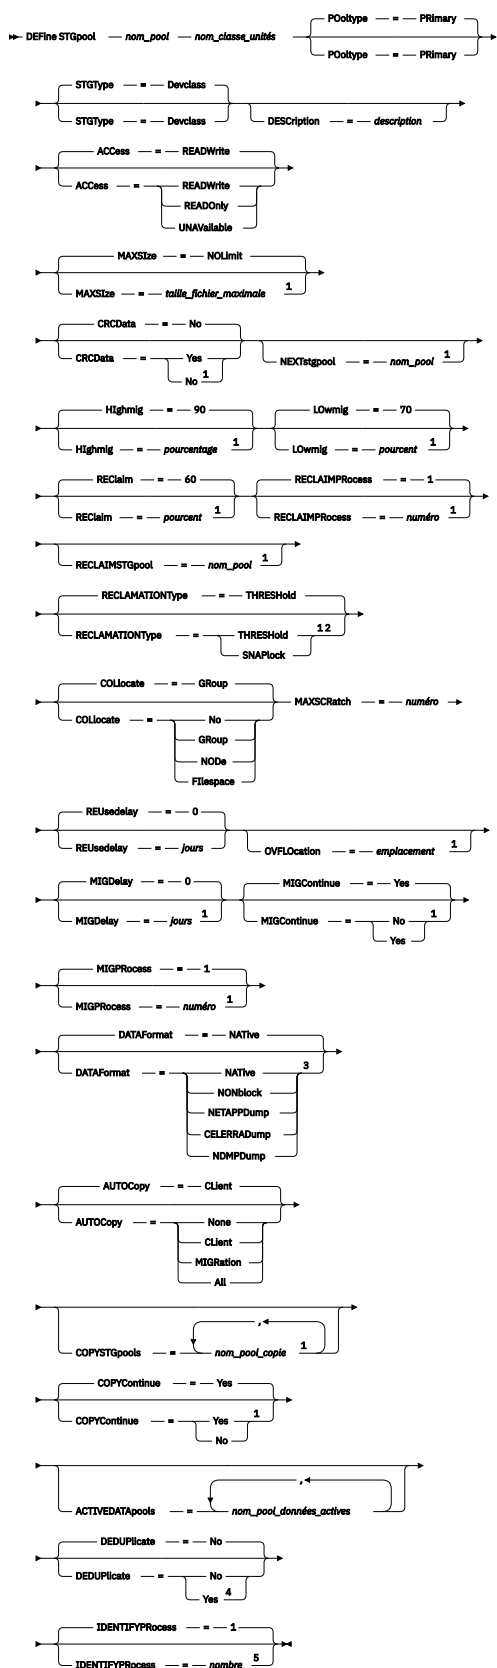 POoltype — = — PRimary
DEFine STGpool — nom_pool — nom_classe_unités
POoltype — = — PRimary
STGType — = — Devclass
STGType — = — Devclass
DESCription — = — description
ACCess — = — READWrite
ACCess — = — READWrite
READOnly
UNAVailable
MAXSIze — = — NOLimit
MAXSIze — = — taille_fichier_maximale 1
CRCData — = — No
CRCData — = — Yes
No 1
NEXTstgpool — = — nom_pool 1
HIghmig — = — 90
LOwmig — = — 70
HIghmig — = — pourcentage 1
LOwmig — = — pourcent 1
REClaim — = — 60
RECLAIMPRocess — = — 1
REClaim — = — pourcent 1
RECLAIMPRocess — = — numéro 1
RECLAIMSTGpool — = — nom_pool 1
RECLAMATIONType — = — THRESHold
RECLAMATIONType — = — THRESHold 1 2
SNAPlock
COLlocate — = — GRoup
MAXSCRatch — = — numéro
COLlocate — = — No
GRoup
NODe
FIlespace
REUsedelay — = — 0
REUsedelay — = — jours
OVFLOcation — = — emplacement 1
MIGDelay — = — 0
MIGContinue — = — Yes
MIGDelay — = — jours 1
MIGContinue — = — No 1
Yes
MIGPRocess — = — 1
MIGPRocess — = — numéro 1
DATAFormat — = — NATive
DATAFormat — = — NATive 3
NONblock
NETAPPDump
CELERRADump
NDMPDump
AUTOCopy — = — CLient
AUTOCopy — = — None
CLient
MIGRation
All
,
COPYSTGpools — = — nom_pool_copie 1
COPYContinue — = — Yes
COPYContinue — = — Yes 1
No
,
ACTIVEDATApools — = — nom_pool_données_actives
DEDUPlicate — = — No
DEDUPlicate — = — No
Yes 4
IDENTIFYPRocess — = — 1
IDENTIFYPRocess — = — nombre 5